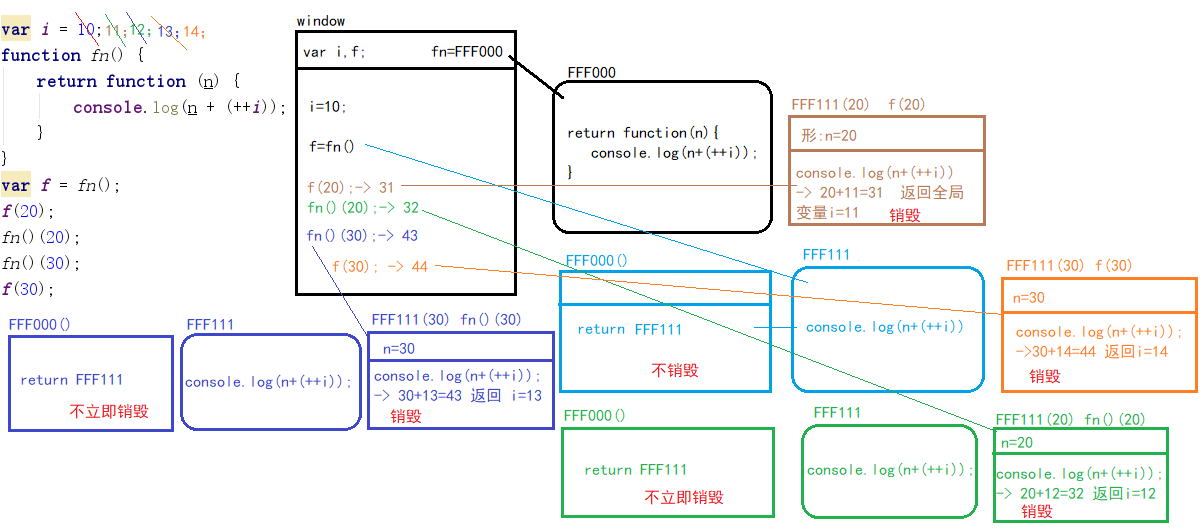 var i = 10;11;12;13;14;
function fn() {
return function (n) {
console.log(n + (++i));
}
}
var f = fn();
f(20);
fn()(20);
fn()(30);
f(30);
window
var i,f; fn=FFF000
i=10;
f=fn()
f(20);-> 31
fn()(20);-> 32
fn()(30);-> 43
f(30); -> 44
FFF000
return function(n){
console.log(n+(++i));
}
FFF111(20) f(20)
形:n=20
console.log(n+(++i))
-> 20+11=31 返回全局
变量i=11 销毁
FFF000()
return FFF111
不销毁
FFF111
console.log(n+(++i))
FFF111(30) f(30)
n=30
console.log(n+(++i));
->30+14=44 返回i=14
销毁
FFF000()
return FFF111
不立即销毁
FFF111
console.log(n+(++i));
FFF111(30) fn()(30)
n=30
console.log(n+(++i));
-> 30+13=43 返回 i=13
销毁
FFF000()
return FFF111
不立即销毁
FFF111
console.log(n+(++i));
FFF111(20) fn()(20)
n=20
console.log(n+(++i));
-> 20+12=32 返回i=12
销毁